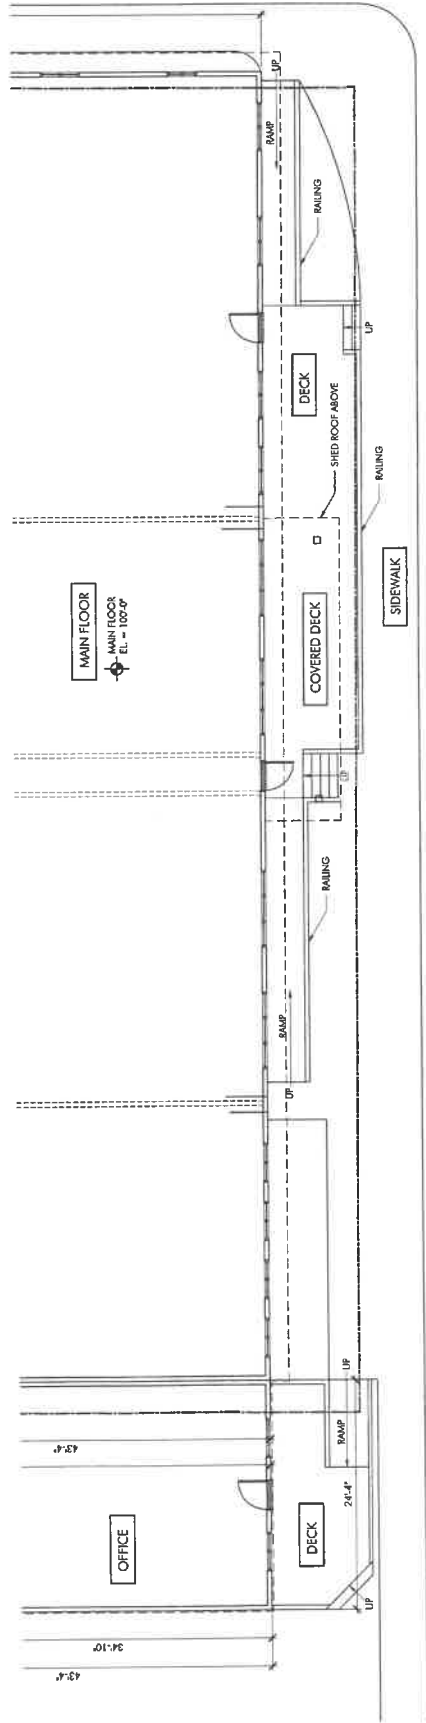 UP
RAMP
RAILING
UP
DECK
SHED ROOF ABOVE
RAILING
SIDEWALK
MAIN FLOOR
MAIN FLOOR
EL. = 100'-0"
COVERED DECK
UP
RAILING
RAMP
UP
UP
RAMP
24'-4"
43'-4"
OFFICE
DECK
UP
34'-10"
43'-4"